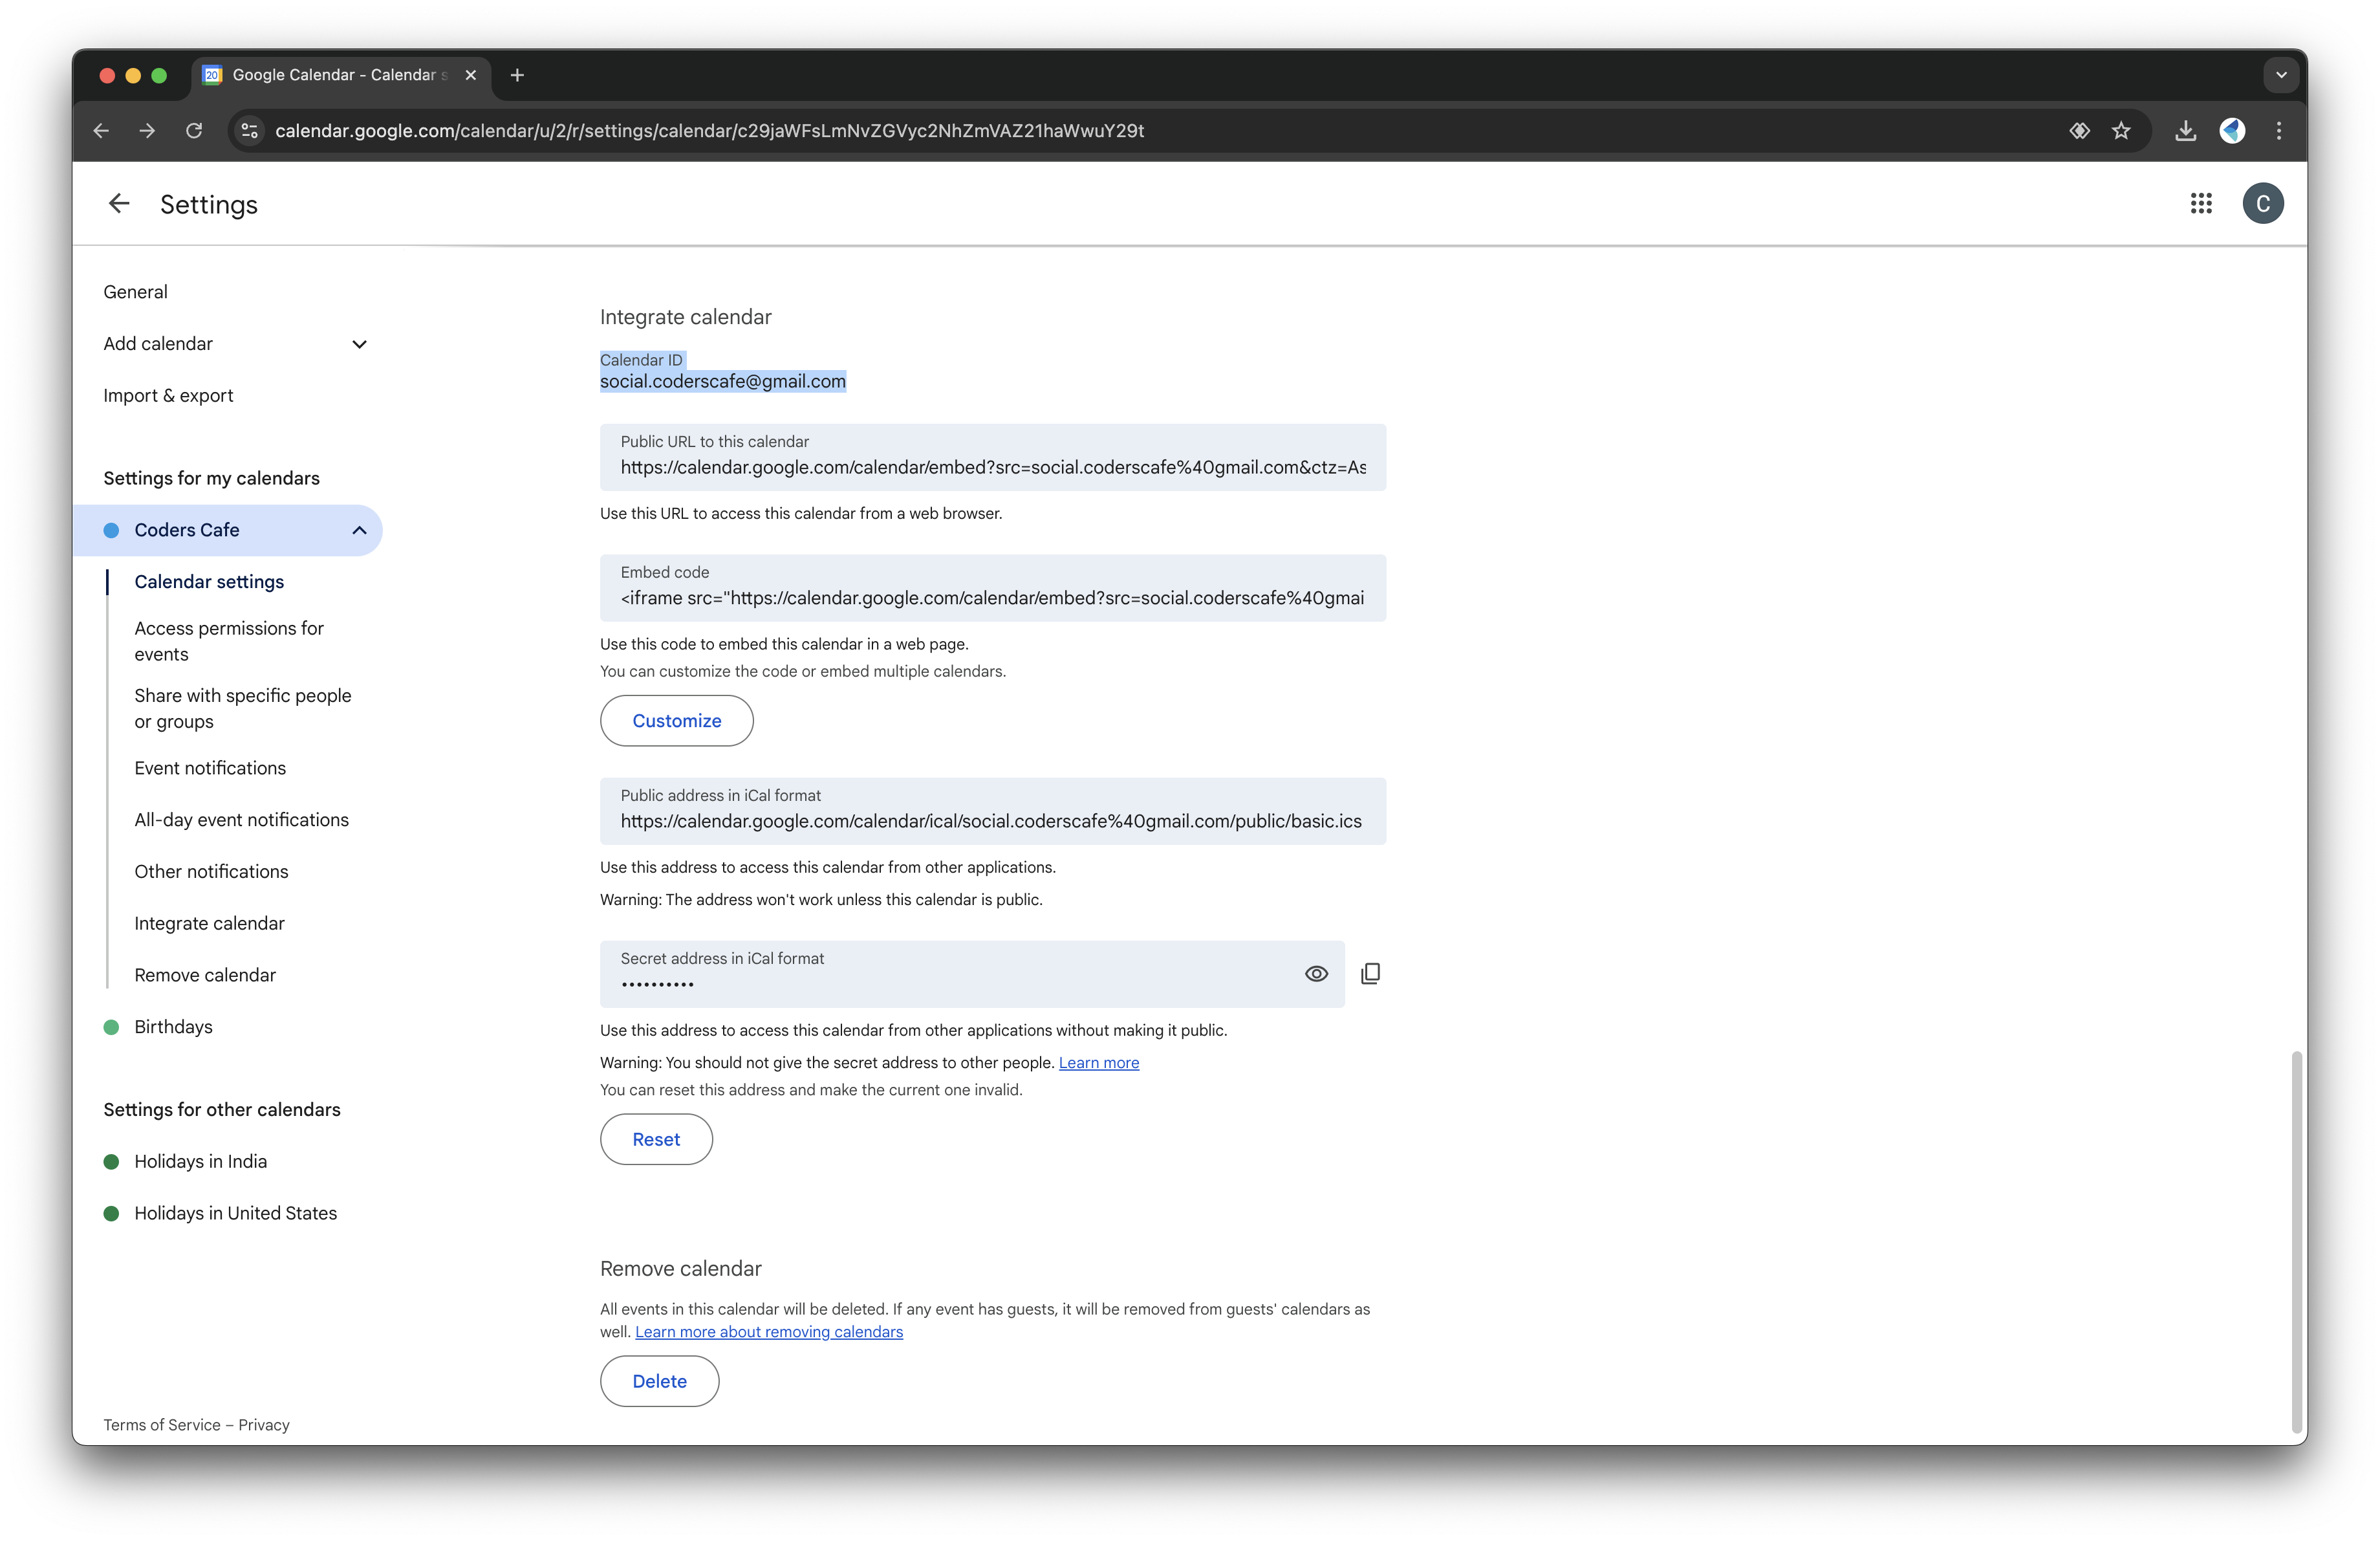 Google Calendar - Calendar s
calendar.google.com/calendar/u/2/r/settings/calendar/c29jaWFsLmNvZGVyc2NhZmVAZ21haWwuY29t
Settings
C
General
Add calendar
Import & export
Settings for my calendars
Coders Cafe
Calendar settings
Access permissions for
events
Share with specific people
or groups
Event notifications
All-day event notifications
Other notifications
Integrate calendar
Remove calendar
Birthdays
Settings for other calendars
Holidays in India
Holidays in United States
Terms of Service – Privacy
Integrate calendar
Calendar ID
social.coderscafe@gmail.com
Public URL to this calendar
https://calendar.google.com/calendar/embed?src=social.coderscafe%40gmail.com&ctz=As
Use this URL to access this calendar from a web browser.
Embed code
<iframe src="https://calendar.google.com/calendar/embed?src=social.coderscafe%40gmai
Use this code to embed this calendar in a web page.
You can customize the code or embed multiple calendars.
Customize
Public address in iCal format
https://calendar.google.com/calendar/ical/social.coderscafe%40gmail.com/public/basic.ics
Use this address to access this calendar from other applications.
Warning: The address won't work unless this calendar is public.
Secret address in iCal format
••••••••••
Use this address to access this calendar from other applications without making it public.
Warning: You should not give the secret address to other people. Learn more
You can reset this address and make the current one invalid.
Reset
Remove calendar
All events in this calendar will be deleted. If any event has guests, it will be removed from guests' calendars as
well. Learn more about removing calendars
Delete